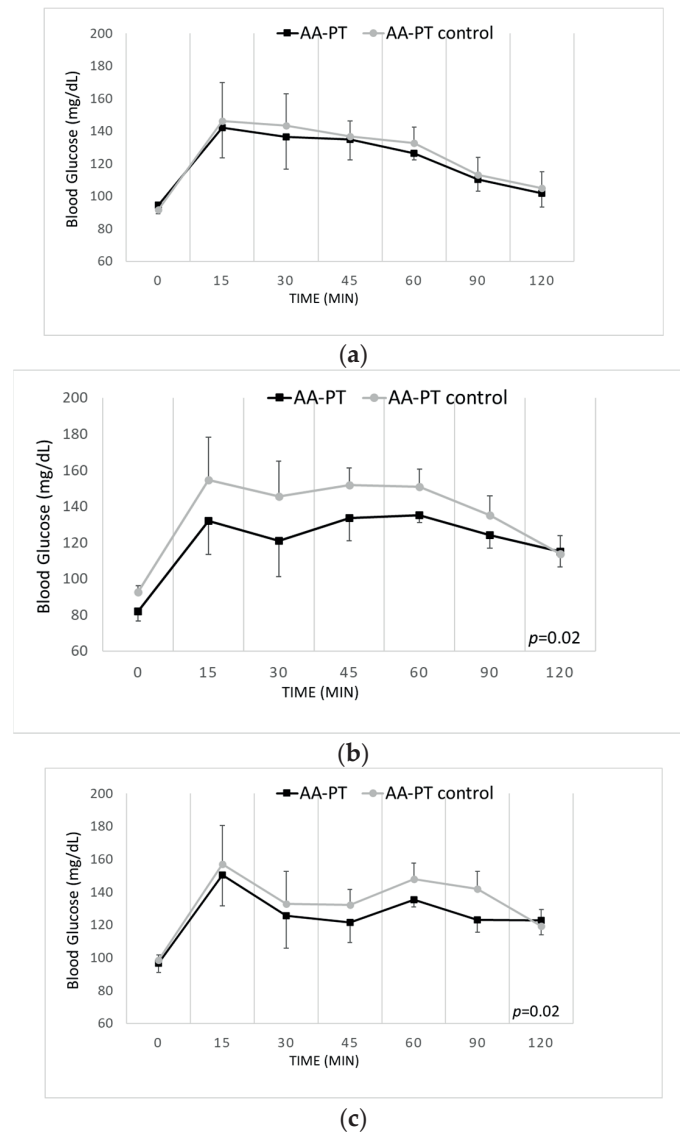 AA-PT AA-PT control
200
180
160
140
120
100
80
60
Blood Glucose (mg/dL)
0 15 30 45 60 90 120
TIME (MIN)
(a)
AA-PT AA-PT control
200
180
160
140
120
100
80
60
Blood Glucose (mg/dL)
p=0.02
0 15 30 45 60 90 120
TIME (MIN)
(b)
AA-PT AA-PT control
200
180
160
140
120
100
80
60
Blood Glucose (mg/dL)
p=0.02
0 15 30 45 60 90 120
TIME (MIN)
(c)